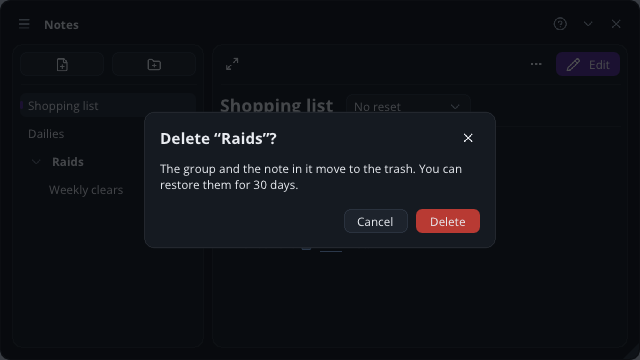 Notes
Edit
Shopping list
Dailies
Raids
Weekly clears
Shopping list
No reset
Delete “Raids”?
The group and the note in it move to the trash. You can
restore them for 30 days.
Cancel
Delete